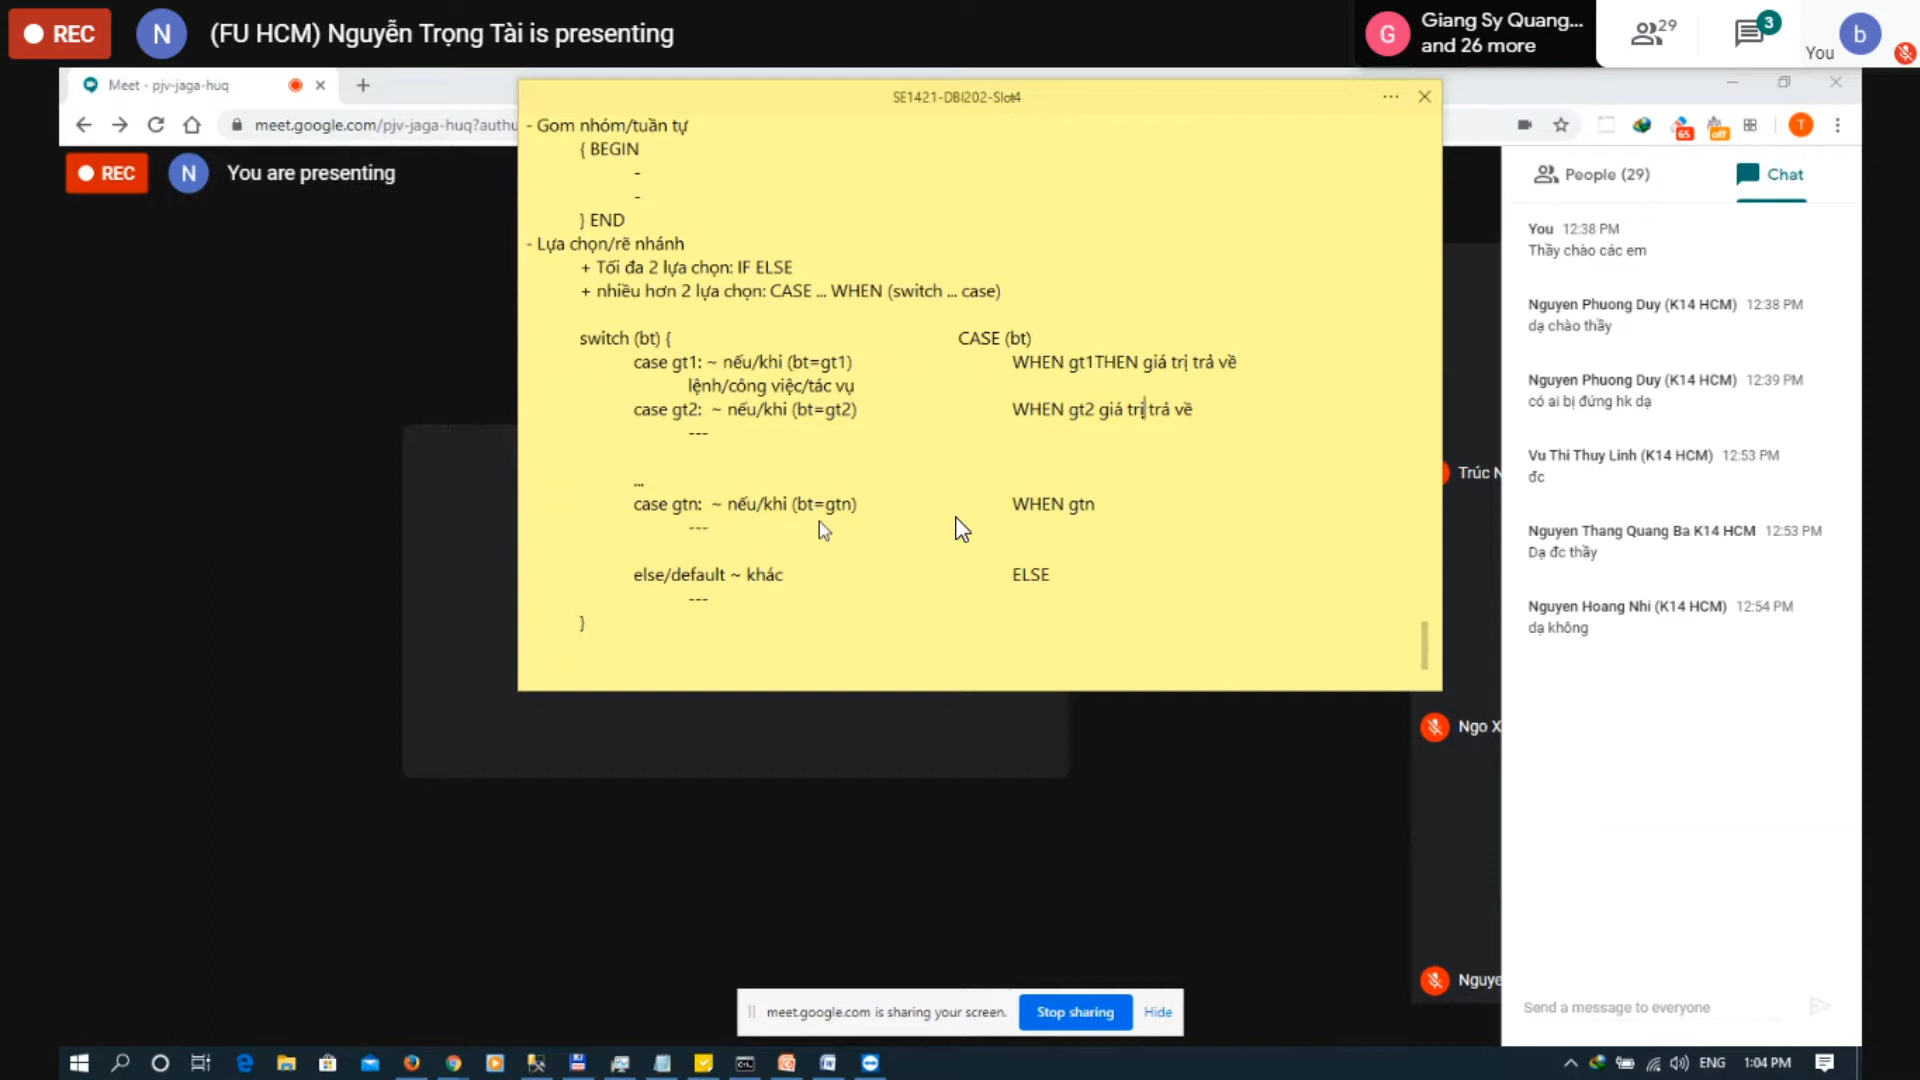 REC
N
(FU HCM) Nguyễn Trọng Tài is presenting
G
Giang Sy Quang...
and 26 more
29
3
You
b
Meet - pjv-jaga-huq
meet.google.com/pjv-jaga-huq?authu
65
off
T
REC
N
You are presenting
SE1421-DBI202-Slot4
- Gom nhóm/tuần tự
{ BEGIN
-
-
} END
- Lựa chọn/rẽ nhánh
+ Tối đa 2 lựa chọn: IF ELSE
+ nhiều hơn 2 lựa chọn: CASE ... WHEN (switch ... case)
switch (bt) { CASE (bt)
case gt1: ~ nếu/khi (bt=gt1) WHEN gt1THEN giá trị trả về
lệnh/công việc/tác vụ
case gt2: ~ nếu/khi (bt=gt2) WHEN gt2 giá trị trả về
---
...
case gtn: ~ nếu/khi (bt=gtn) WHEN gtn
---
else/default ~ khác ELSE
---
}
Trúc N
Ngo X
Nguye
People (29)
Chat
You 12:38 PM
Thầy chào các em
Nguyen Phuong Duy (K14 HCM) 12:38 PM
dạ chào thầy
Nguyen Phuong Duy (K14 HCM) 12:39 PM
có ai bị đứng hk dạ
Vu Thi Thuy Linh (K14 HCM) 12:53 PM
đc
Nguyen Thang Quang Ba K14 HCM 12:53 PM
Dạ đc thầy
Nguyen Hoang Nhi (K14 HCM) 12:54 PM
dạ không
Send a message to everyone
meet.google.com is sharing your screen.
Stop sharing
Hide
ENG
1:04 PM